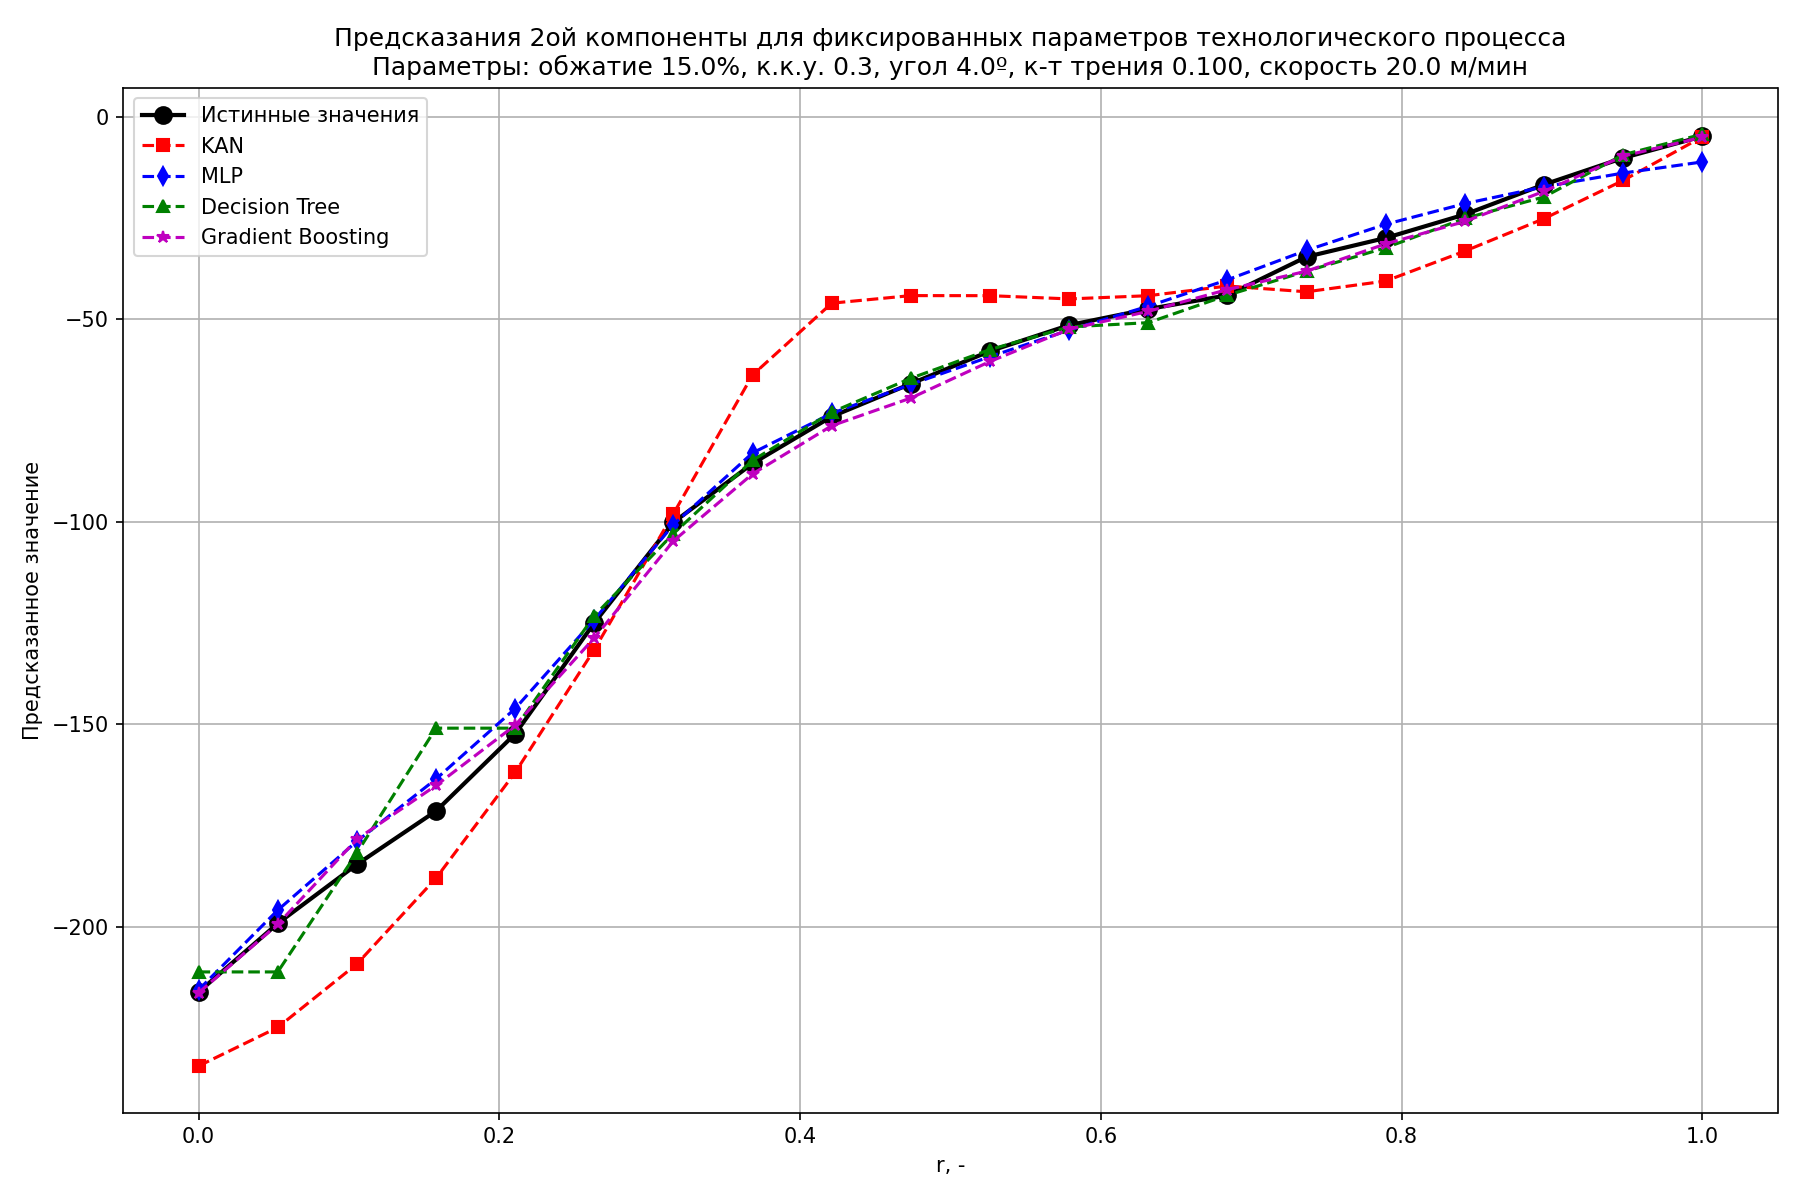 Предсказания 2ой компоненты для фиксированных параметров технологического процесса
Параметры: обжатие 15.0%, к.к.у. 0.3, угол 4.0º, к-т трения 0.100, скорость 20.0 м/мин
Истинные значения
KAN
MLP
Decision Tree
Gradient Boosting
Предсказанное значение
0
−50
−100
−150
−200
0.0
0.2
0.4
0.6
0.8
1.0
r, -